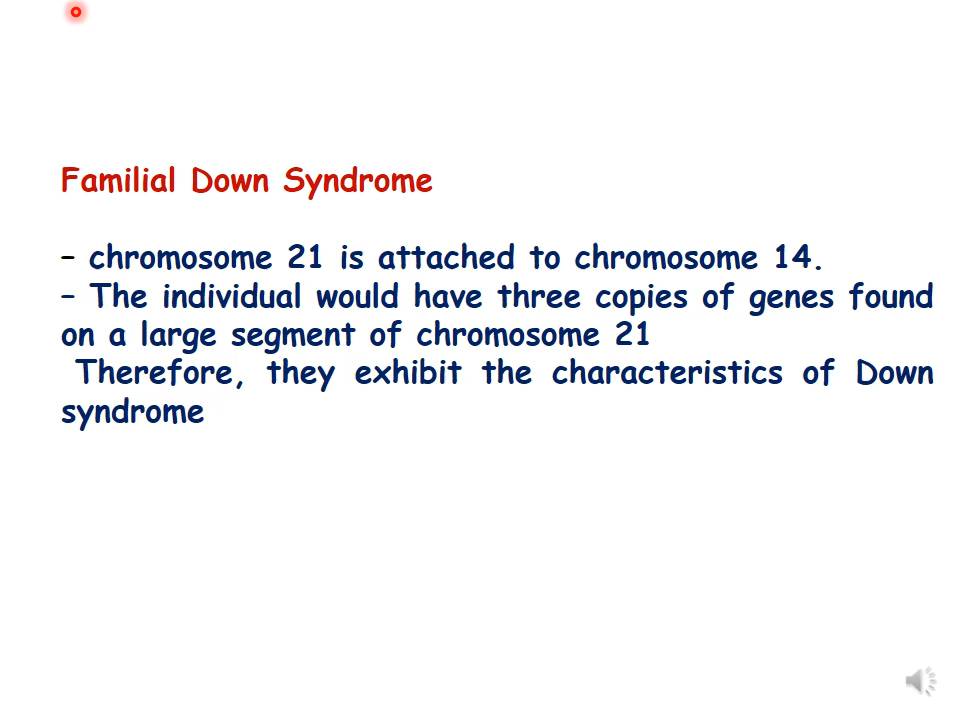 Familial Down Syndrome
– chromosome 21 is attached to chromosome 14.
– The individual would have three copies of genes found
on a large segment of chromosome 21
Therefore, they exhibit the characteristics of Down
syndrome